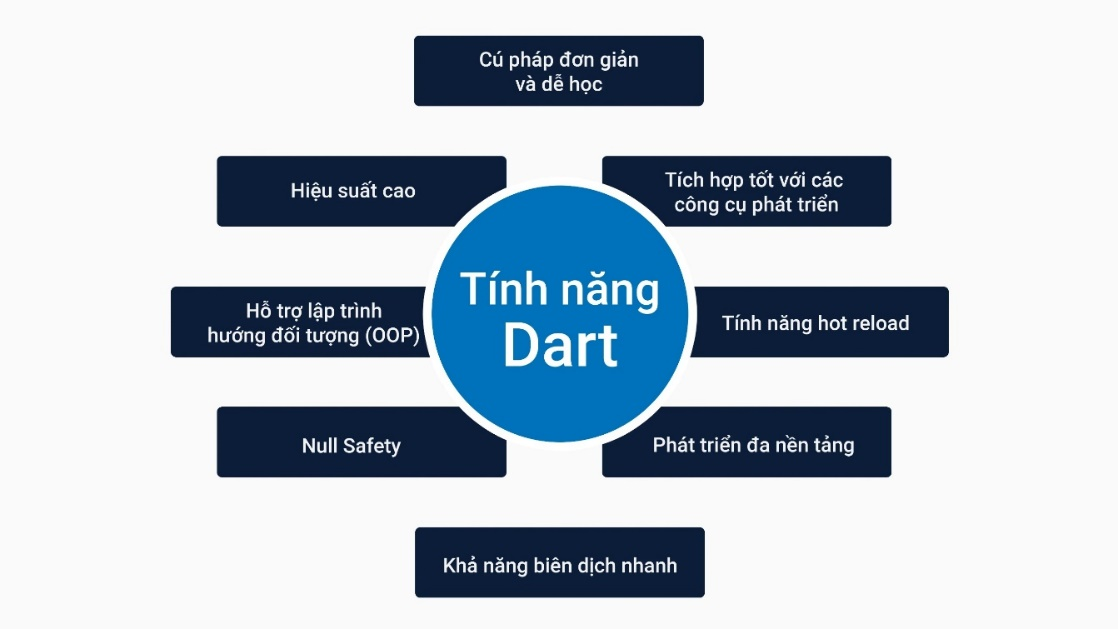 Cú pháp đơn giản
và dễ học
Hiệu suất cao
Tích hợp tốt với các
công cụ phát triển
Tính năng
Dart
Hỗ trợ lập trình
hướng đối tượng (OOP)
Tính năng hot reload
Null Safety
Phát triển đa nền tảng
Khả năng biên dịch nhanh